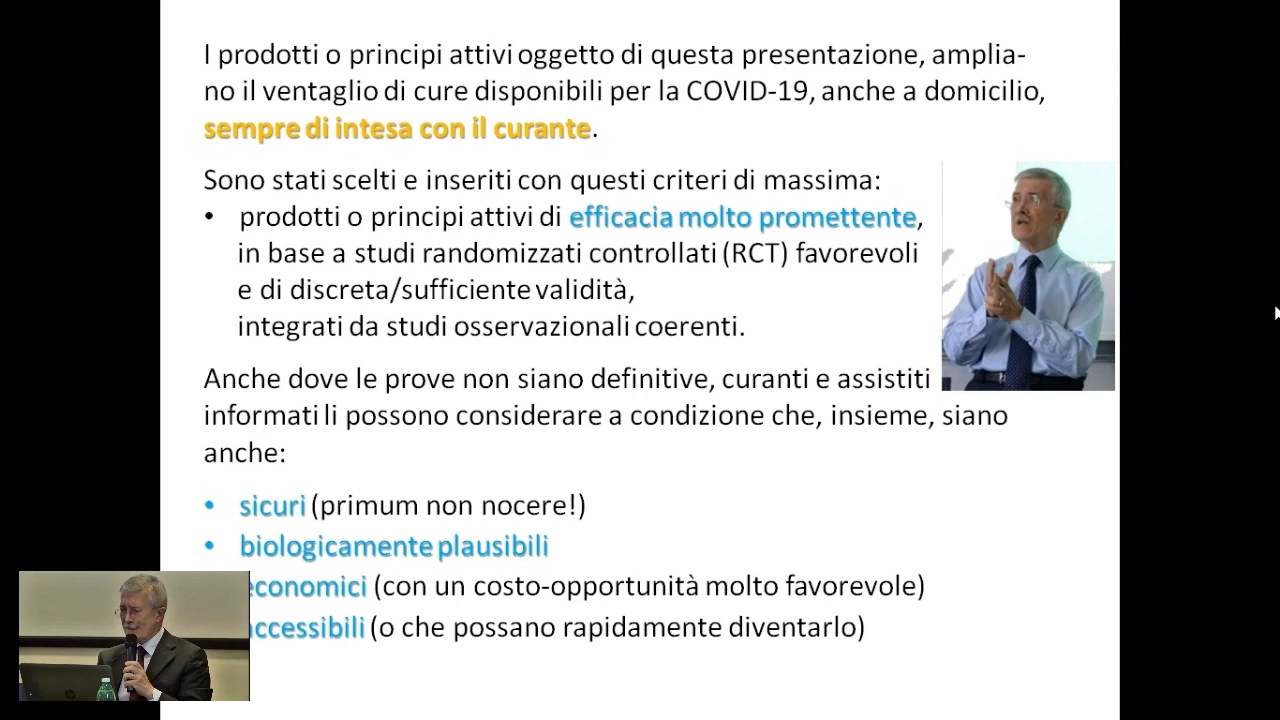 I prodotti o principi attivi oggetto di questa presentazione, amplia-
no il ventaglio di cure disponibili per la COVID-19, anche a domicilio,
sempre di intesa con il curante.
Sono stati scelti e inseriti con questi criteri di massima:
• prodotti o principi attivi di efficacia molto promettente,
in base a studi randomizzati controllati (RCT) favorevoli
e di discreta/sufficiente validità,
integrati da studi osservazionali coerenti.
Anche dove le prove non siano definitive, curanti e assistiti
informati li possono considerare a condizione che, insieme, siano
anche:
• sicuri (primum non nocere!)
• biologicamente plausibili
economici (con un costo-opportunità molto favorevole)
accessibili (o che possano rapidamente diventarlo)